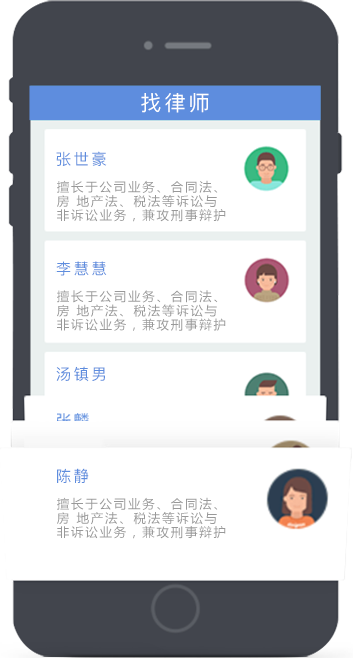 找律师
张世豪
擅长于公司业务、合同法、
房 地产法、税法等诉讼与
非诉讼业务，兼攻刑事辩护
李慧慧
擅长于公司业务、合同法、
房 地产法、税法等诉讼与
非诉讼业务，兼攻刑事辩护
汤镇男
张麟
陈静
擅长于公司业务、合同法、
房 地产法、税法等诉讼与
非诉讼业务，兼攻刑事辩护